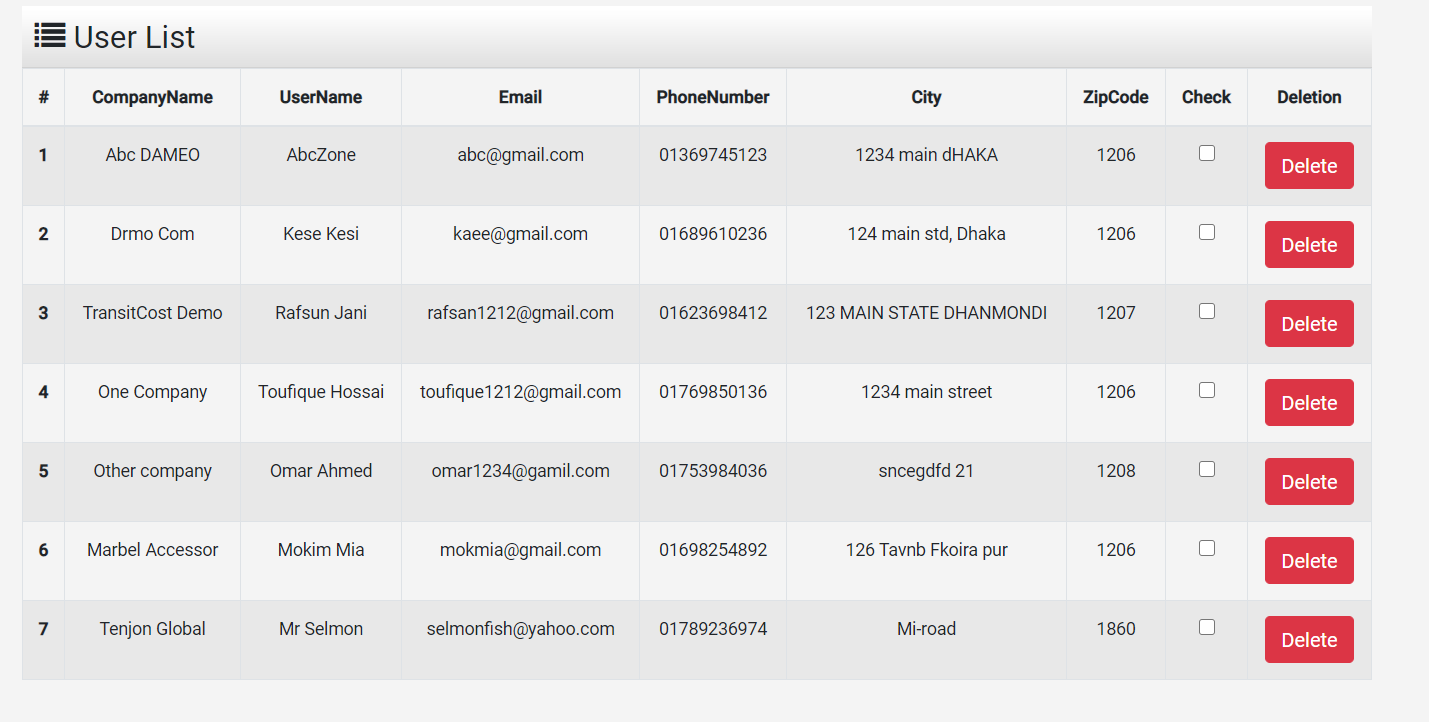 User List
# CompanyName UserName Email PhoneNumber City ZipCode Check Deletion
1 Abc DAMEO AbcZone abc@gmail.com 01369745123 1234 main dHAKA 1206 Delete
2 Drmo Com Kese Kesi kaee@gmail.com 01689610236 124 main std, Dhaka 1206 Delete
3 TransitCost Demo Rafsun Jani rafsan1212@gmail.com 01623698412 123 MAIN STATE DHANMONDI 1207 Delete
4 One Company Toufique Hossai toufique1212@gmail.com 01769850136 1234 main street 1206 Delete
5 Other company Omar Ahmed omar1234@gamil.com 01753984036 sncegdfd 21 1208 Delete
6 Marbel Accessor Mokim Mia mokmia@gmail.com 01698254892 126 Tavnb Fkoira pur 1206 Delete
7 Tenjon Global Mr Selmon selmonfish@yahoo.com 01789236974 Mi-road 1860 Delete